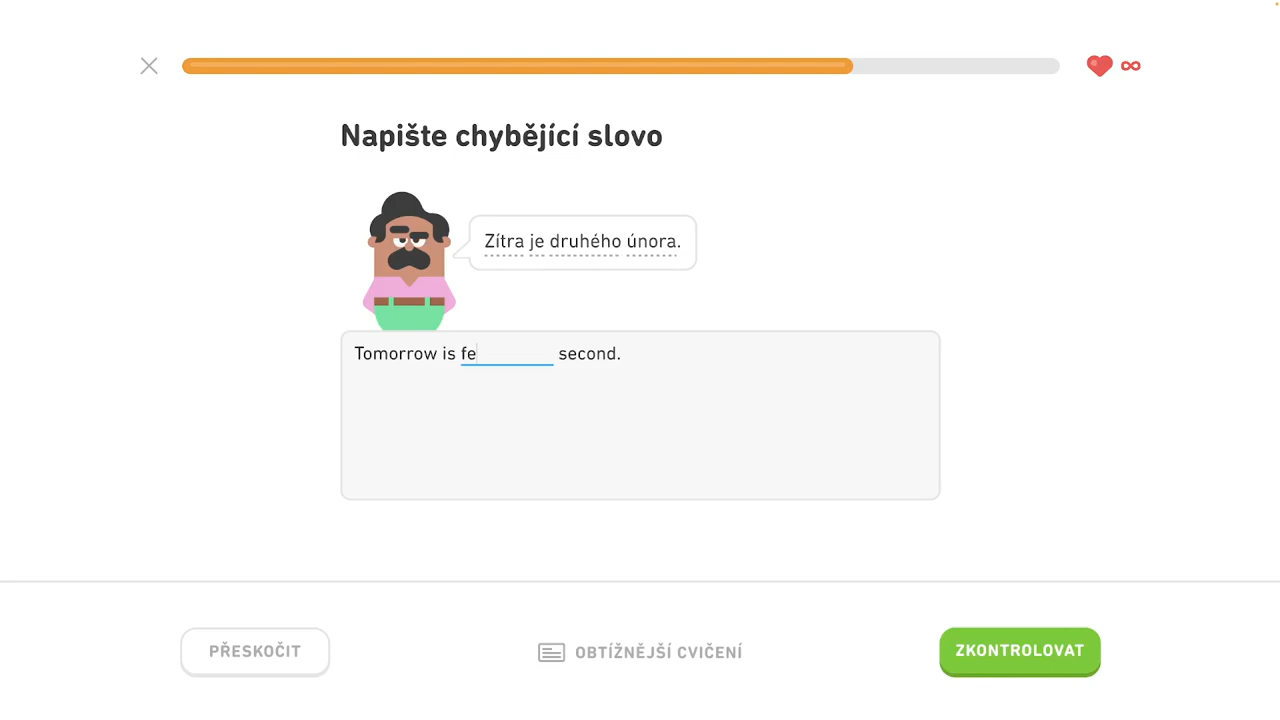 Napište chybějící slovo
Zítra je druhého února.
Tomorrow is fe second.
PŘESKOČIT
OBTÍŽNĚJŠÍ CVIČENÍ
ZKONTROLOVAT